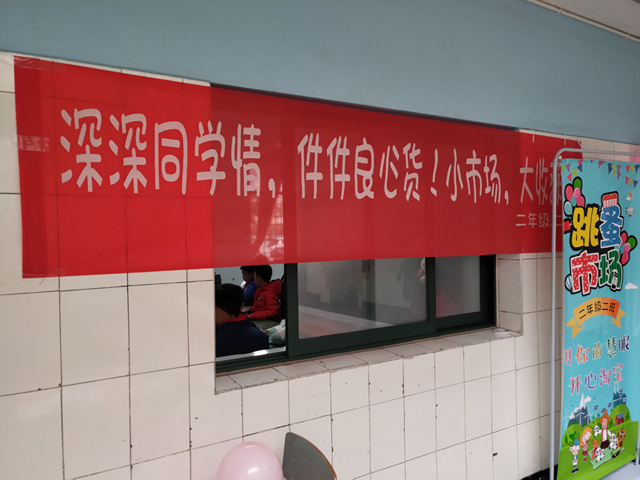 深深同学情，件件良心货！小市场，大收
二年级
跳蚤
市场
二年级二班
用你的慧眼
开心淘宝